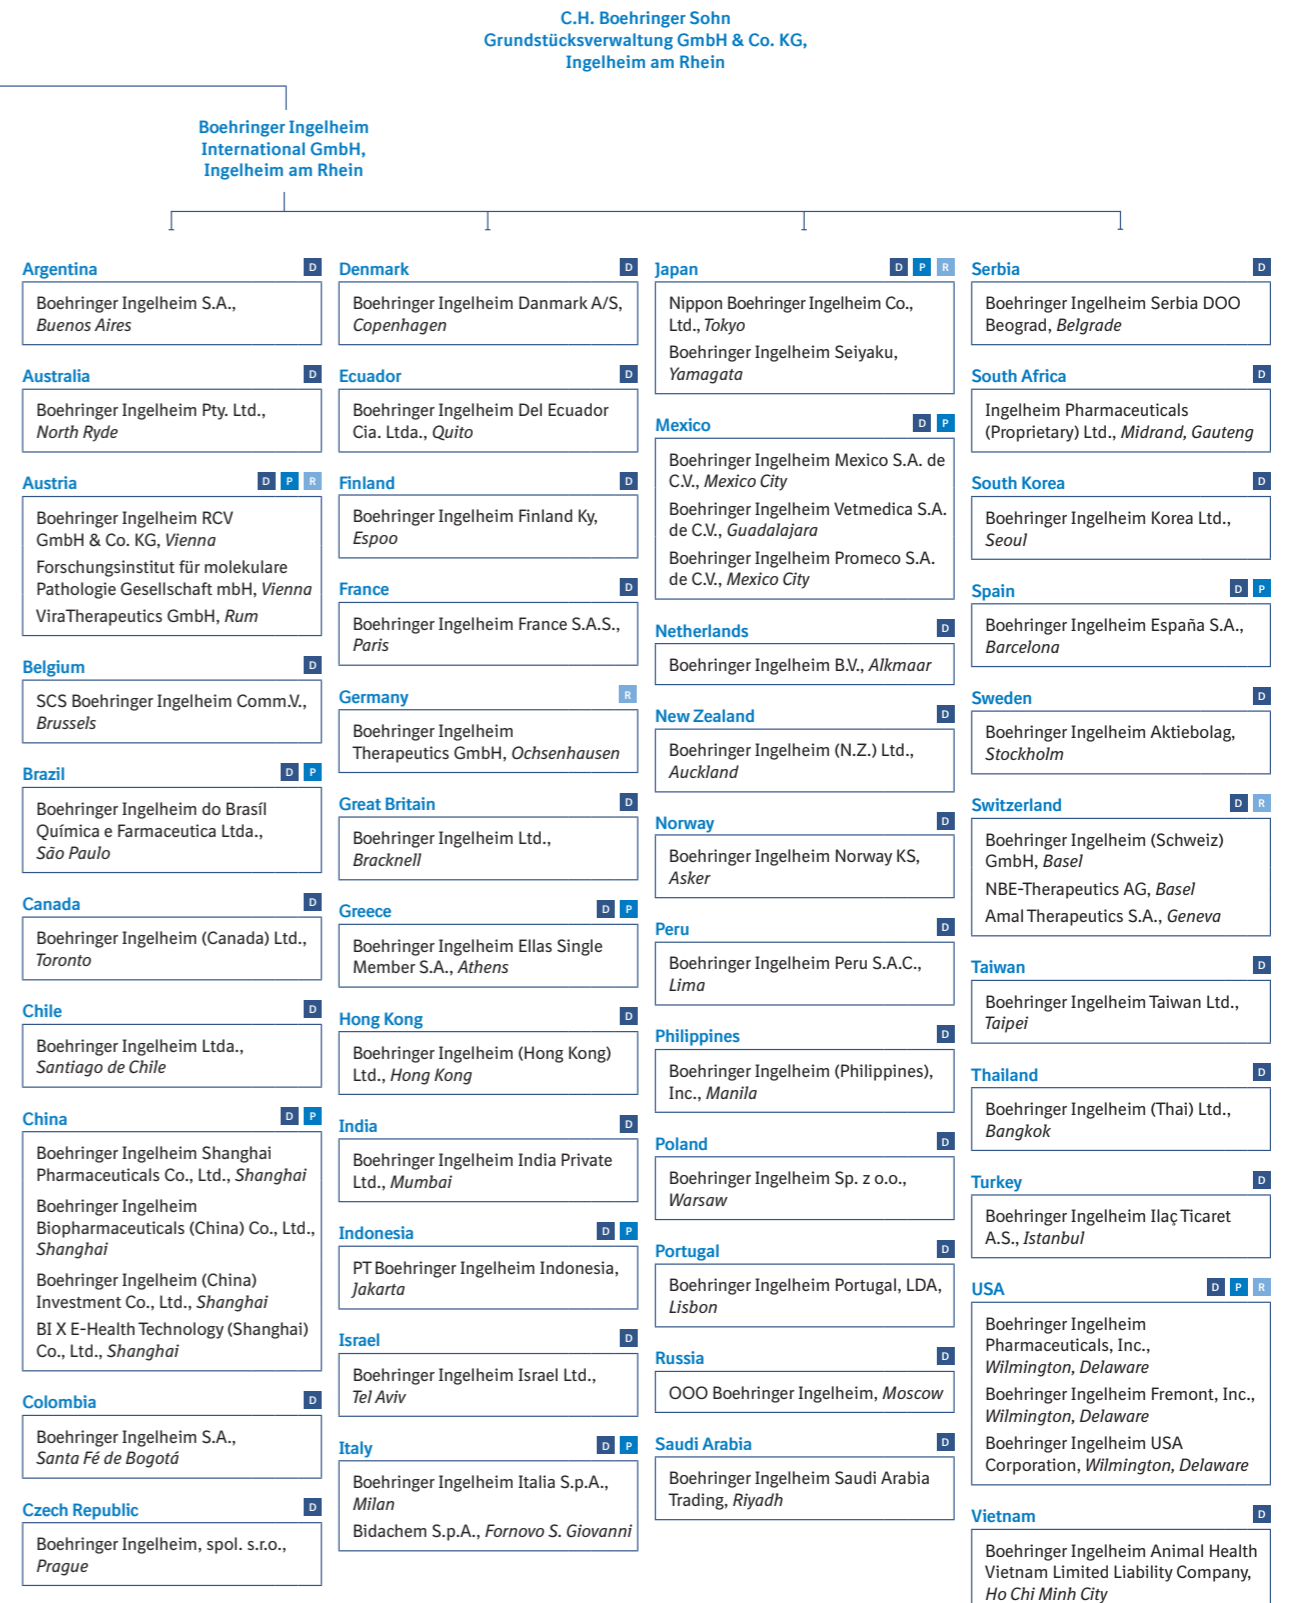 C.H. Boehringer Sohn
Grundstücksverwaltung GmbH & Co. KG,
Ingelheim am Rhein
Boehringer Ingelheim
International GmbH,
Ingelheim am Rhein
Argentina D
Boehringer Ingelheim S.A.,
Buenos Aires
Australia D
Boehringer Ingelheim Pty. Ltd.,
North Ryde
Austria D P R
Boehringer Ingelheim RCV
GmbH & Co. KG, Vienna
Forschungsinstitut für molekulare
Pathologie Gesellschaft mbH, Vienna
ViraTherapeutics GmbH, Rum
Belgium D
SCS Boehringer Ingelheim Comm.V.,
Brussels
Brazil D P
Boehringer Ingelheim do Brasíl
Química e Farmaceutica Ltda.,
São Paulo
Canada D
Boehringer Ingelheim (Canada) Ltd.,
Toronto
Chile D
Boehringer Ingelheim Ltda.,
Santiago de Chile
China D P
Boehringer Ingelheim Shanghai
Pharmaceuticals Co., Ltd., Shanghai
Boehringer Ingelheim
Biopharmaceuticals (China) Co., Ltd.,
Shanghai
Boehringer Ingelheim (China)
Investment Co., Ltd., Shanghai
BI X E-Health Technology (Shanghai)
Co., Ltd., Shanghai
Colombia D
Boehringer Ingelheim S.A.,
Santa Fé de Bogotá
Czech Republic D
Boehringer Ingelheim, spol. s.r.o.,
Prague
Denmark D
Boehringer Ingelheim Danmark A/S,
Copenhagen
Ecuador D
Boehringer Ingelheim Del Ecuador
Cia. Ltda., Quito
Finland D
Boehringer Ingelheim Finland Ky,
Espoo
France D
Boehringer Ingelheim France S.A.S.,
Paris
Germany R
Boehringer Ingelheim
Therapeutics GmbH, Ochsenhausen
Great Britain D
Boehringer Ingelheim Ltd.,
Bracknell
Greece D P
Boehringer Ingelheim Ellas Single
Member S.A., Athens
Hong Kong D
Boehringer Ingelheim (Hong Kong)
Ltd., Hong Kong
India D
Boehringer Ingelheim India Private
Ltd., Mumbai
Indonesia D P
PT Boehringer Ingelheim Indonesia,
Jakarta
Israel D
Boehringer Ingelheim Israel Ltd.,
Tel Aviv
Italy D P
Boehringer Ingelheim Italia S.p.A.,
Milan
Bidachem S.p.A., Fornovo S. Giovanni
Japan D P R
Nippon Boehringer Ingelheim Co.,
Ltd., Tokyo
Boehringer Ingelheim Seiyaku,
Yamagata
Mexico D P
Boehringer Ingelheim Mexico S.A. de
C.V., Mexico City
Boehringer Ingelheim Vetmedica S.A.
de C.V., Guadalajara
Boehringer Ingelheim Promeco S.A.
de C.V., Mexico City
Netherlands D
Boehringer Ingelheim B.V., Alkmaar
New Zealand D
Boehringer Ingelheim (N.Z.) Ltd.,
Auckland
Norway D
Boehringer Ingelheim Norway KS,
Asker
Peru D
Boehringer Ingelheim Peru S.A.C.,
Lima
Philippines D
Boehringer Ingelheim (Philippines),
Inc., Manila
Poland D
Boehringer Ingelheim Sp. z o.o.,
Warsaw
Portugal D
Boehringer Ingelheim Portugal, LDA,
Lisbon
Russia D
OOO Boehringer Ingelheim, Moscow
Saudi Arabia D
Boehringer Ingelheim Saudi Arabia
Trading, Riyadh
Serbia D
Boehringer Ingelheim Serbia DOO
Beograd, Belgrade
South Africa D
Ingelheim Pharmaceuticals
(Proprietary) Ltd., Midrand, Gauteng
South Korea D
Boehringer Ingelheim Korea Ltd.,
Seoul
Spain D P
Boehringer Ingelheim España S.A.,
Barcelona
Sweden D
Boehringer Ingelheim Aktiebolag,
Stockholm
Switzerland D R
Boehringer Ingelheim (Schweiz)
GmbH, Basel
NBE-Therapeutics AG, Basel
Amal Therapeutics S.A., Geneva
Taiwan D
Boehringer Ingelheim Taiwan Ltd.,
Taipei
Thailand D
Boehringer Ingelheim (Thai) Ltd.,
Bangkok
Turkey D
Boehringer Ingelheim Ilaç Ticaret
A.S., Istanbul
USA D P R
Boehringer Ingelheim
Pharmaceuticals, Inc.,
Wilmington, Delaware
Boehringer Ingelheim Fremont, Inc.,
Wilmington, Delaware
Boehringer Ingelheim USA
Corporation, Wilmington, Delaware
Vietnam D
Boehringer Ingelheim Animal Health
Vietnam Limited Liability Company,
Ho Chi Minh City